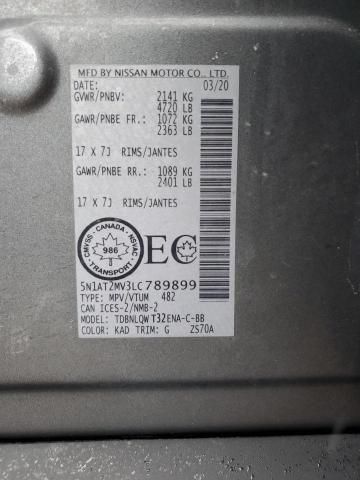 MFD BY NISSAN MOTOR CO., LTD.
DATE: 03/20
GVWR/PNBV: 2141 KG
4720 LB
GAWR/PNBE FR.: 1072 KG
2363 LB
17 X 7J RIMS/JANTES
GAWR/PNBE RR.: 1089 KG
2401 LB
17 X 7J RIMS/JANTES
CMVSS - CANADA - NSVAC
986
TRANSPORT
EC
5N1AT2MV3LC789899
TYPE: MPV/VTUM 482
CAN ICES-2/NMB-2
MODEL: TDBNLQWT32ENA-C-BB
COLOR: KAD TRIM: G ZS70A